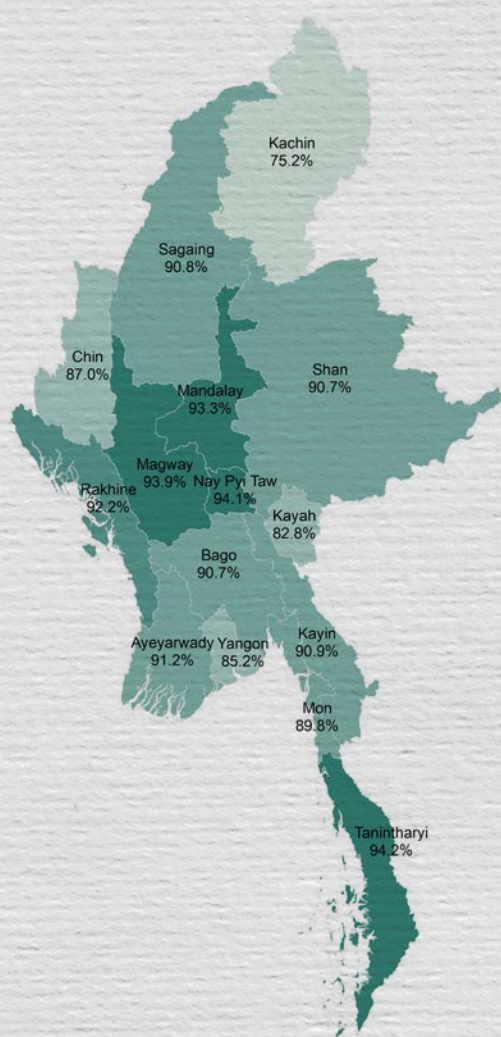 Kachin
75.2%
Sagaing
90.8%
Chin
87.0%
Shan
90.7%
Mandalay
93.3%
Magway
93.9%
Nay Pyi Taw
94.1%
Rakhine
92.2%
Kayah
82.8%
Bago
90.7%
Ayeyarwady
91.2%
Yangon
85.2%
Kayin
90.9%
Mon
89.8%
Tanintharyi
94.2%